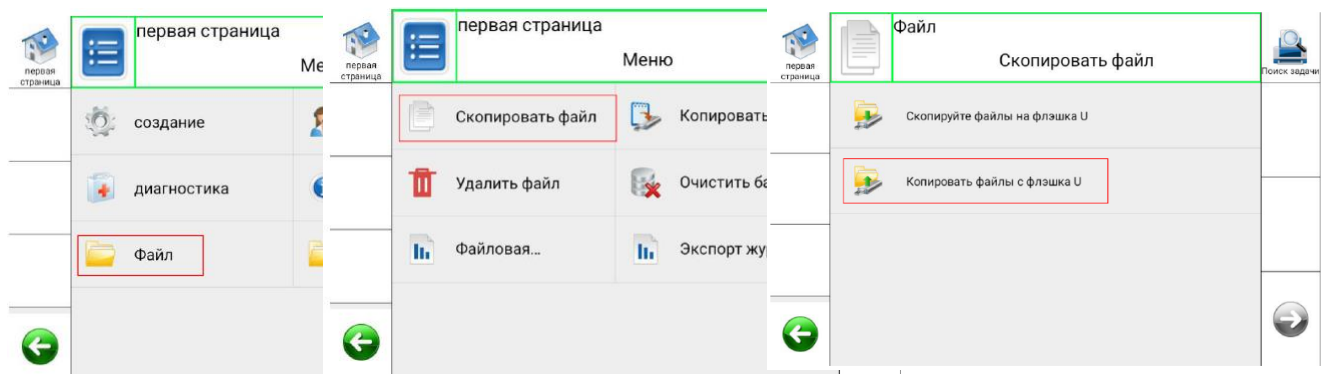 первая
страница
первая страница
Ме
создание
диагностика
Файл
первая
страница
первая страница
Меню
Скопировать файл
Копировать
Удалить файл
Очистить ба
Файловая...
Экспорт жу
первая
страница
Файл
Скопировать файл
Поиск задачи
Скопируйте файлы на флэшка U
Копировать файлы с флэшка U